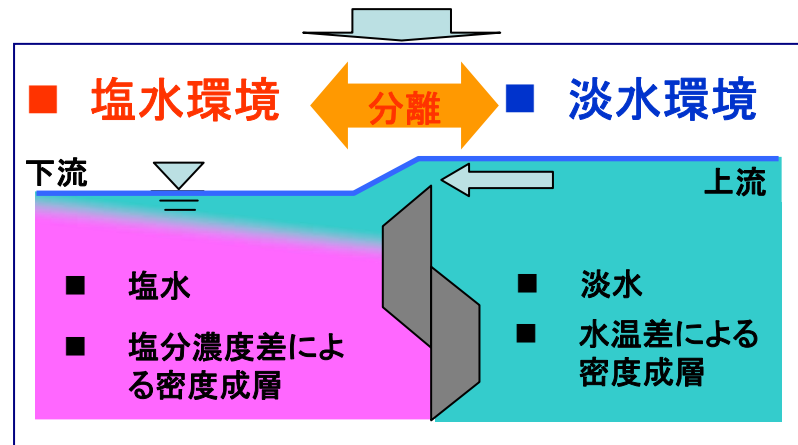 ■ 塩水環境
分離
■ 淡水環境
下流
上流
■ 塩水
■ 塩分濃度差によ
る密度成層
■ 淡水
■ 水温差による
密度成層